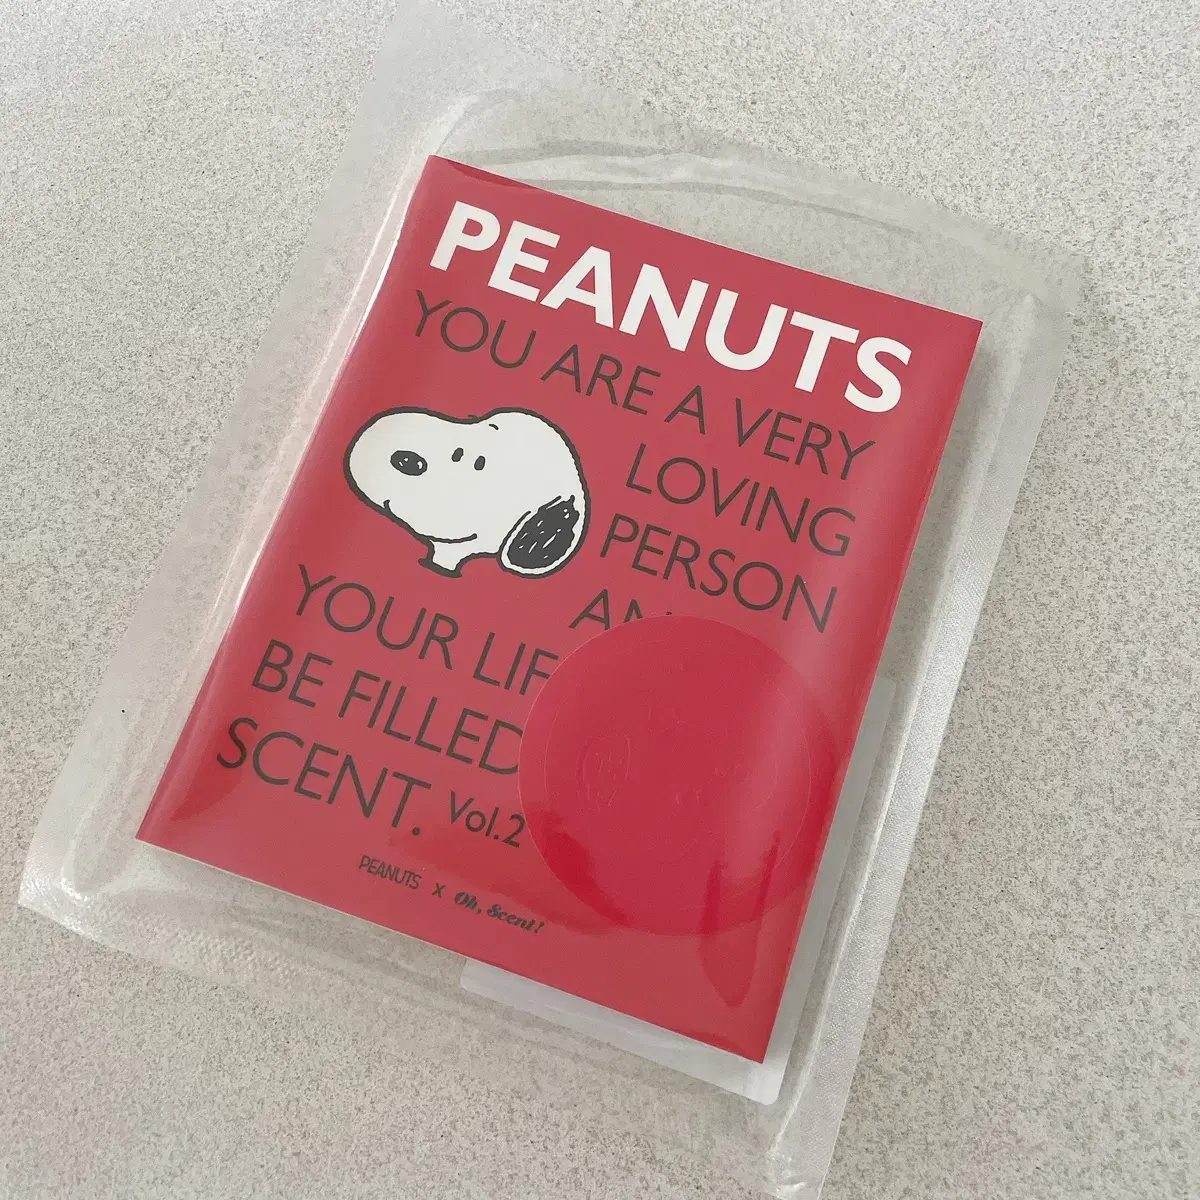 PEANUTS
YOU ARE A VERY
LOVING
PERSON
YOUR
BE FILLED
SCENT. Vol.2
PEANUTS X Oh, Scent!